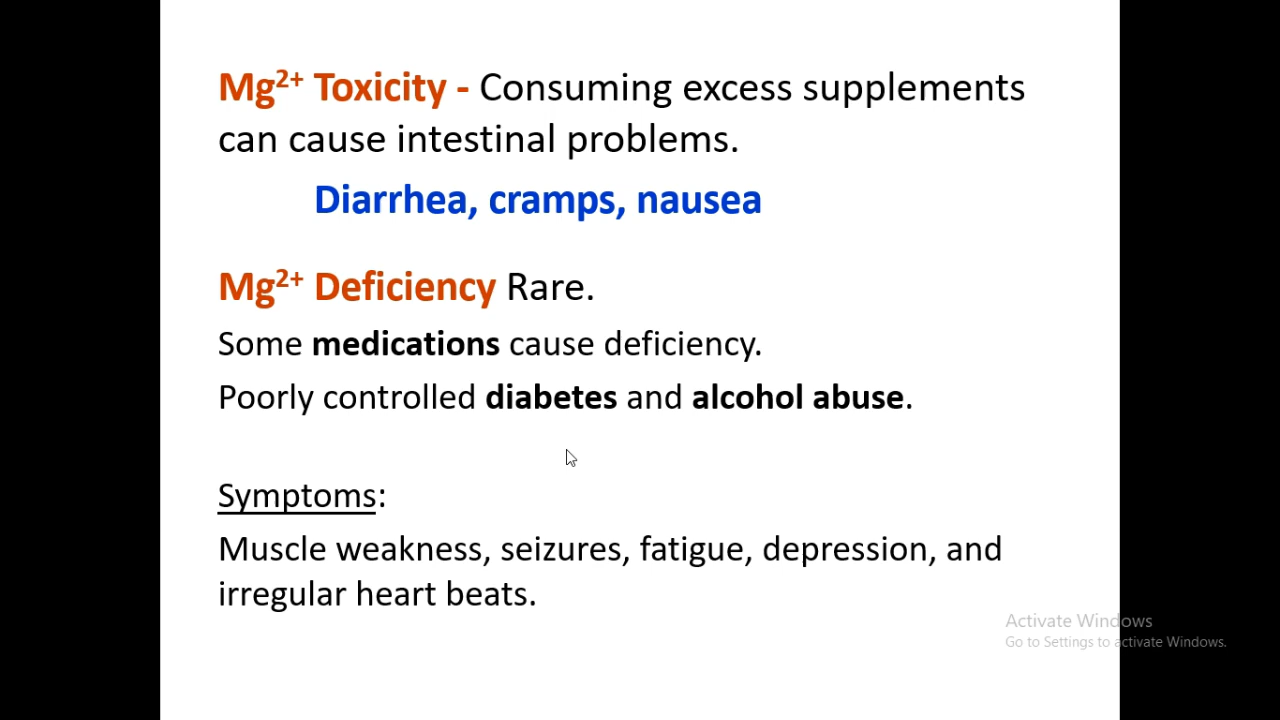 Mg²⁺ Toxicity - Consuming excess supplements
can cause intestinal problems.
Diarrhea, cramps, nausea
Mg²⁺ Deficiency Rare.
Some medications cause deficiency.
Poorly controlled diabetes and alcohol abuse.
Symptoms:
Muscle weakness, seizures, fatigue, depression, and
irregular heart beats.
Activate Windows
Go to Settings to activate Windows.